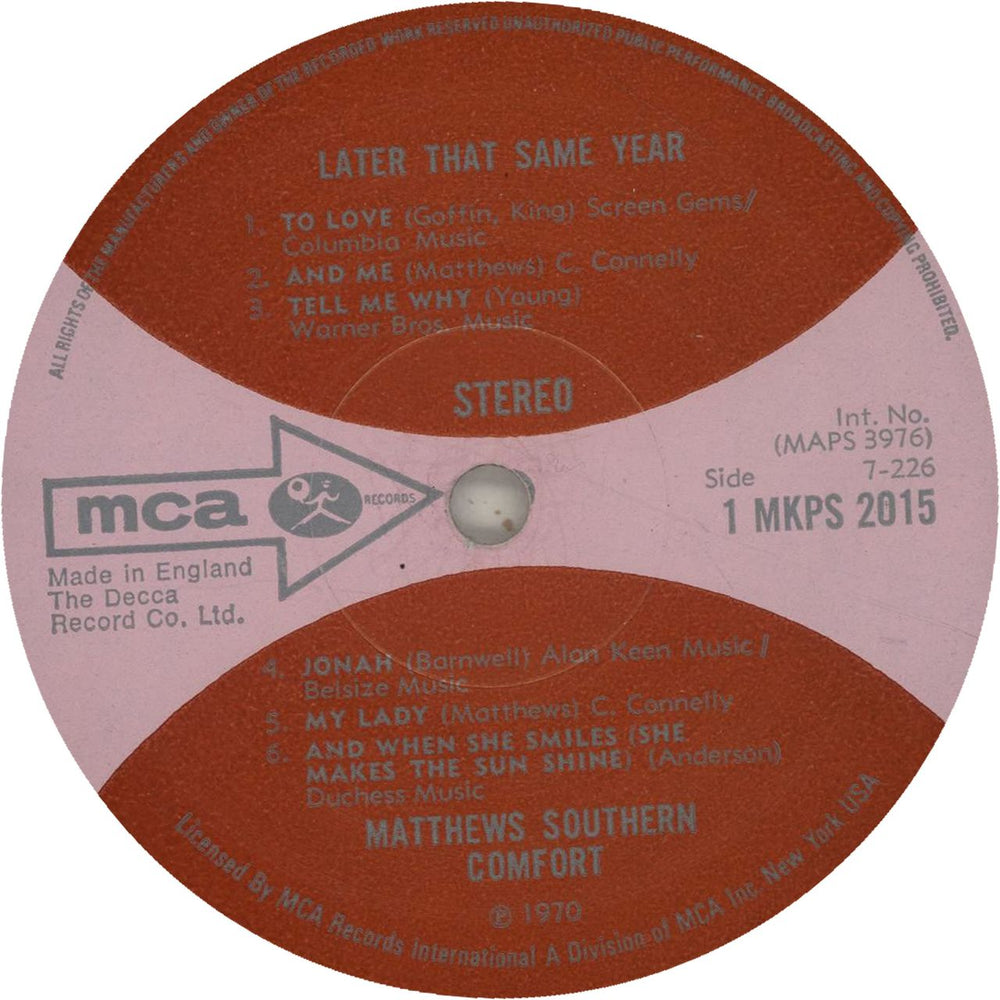 ALL RIGHTS OF THE MANUFACTURERS AND OWNER OF THE RECORDED WORK RESERVED UNAUTHORIZED PUBLIC PERFORMANCE BROADCASTING AND COPYING PROHIBITED.
LATER THAT SAME YEAR
1. TO LOVE (Goffin, King) Screen Gems/
Columbia Music
2. AND ME (Matthews) C. Connelly
3. TELL ME WHY (Young)
Warner Bros. Music
STEREO
mca RECORDS
Made in England
The Decca
Record Co. Ltd.
Int. No.
(MAPS 3976)
Side 7-226
1 MKPS 2015
4. JONAH (Barnwell) Alan Keen Music/
Belsize Music
5. MY LADY (Matthews) C. Connelly
6. AND WHEN SHE SMILES (SHE
MAKES THE SUN SHINE) (Anderson)
Duchess Music
MATTHEWS SOUTHERN
COMFORT
℗ 1970
Licensed By MCA Records International A Division of MCA Inc. New York USA